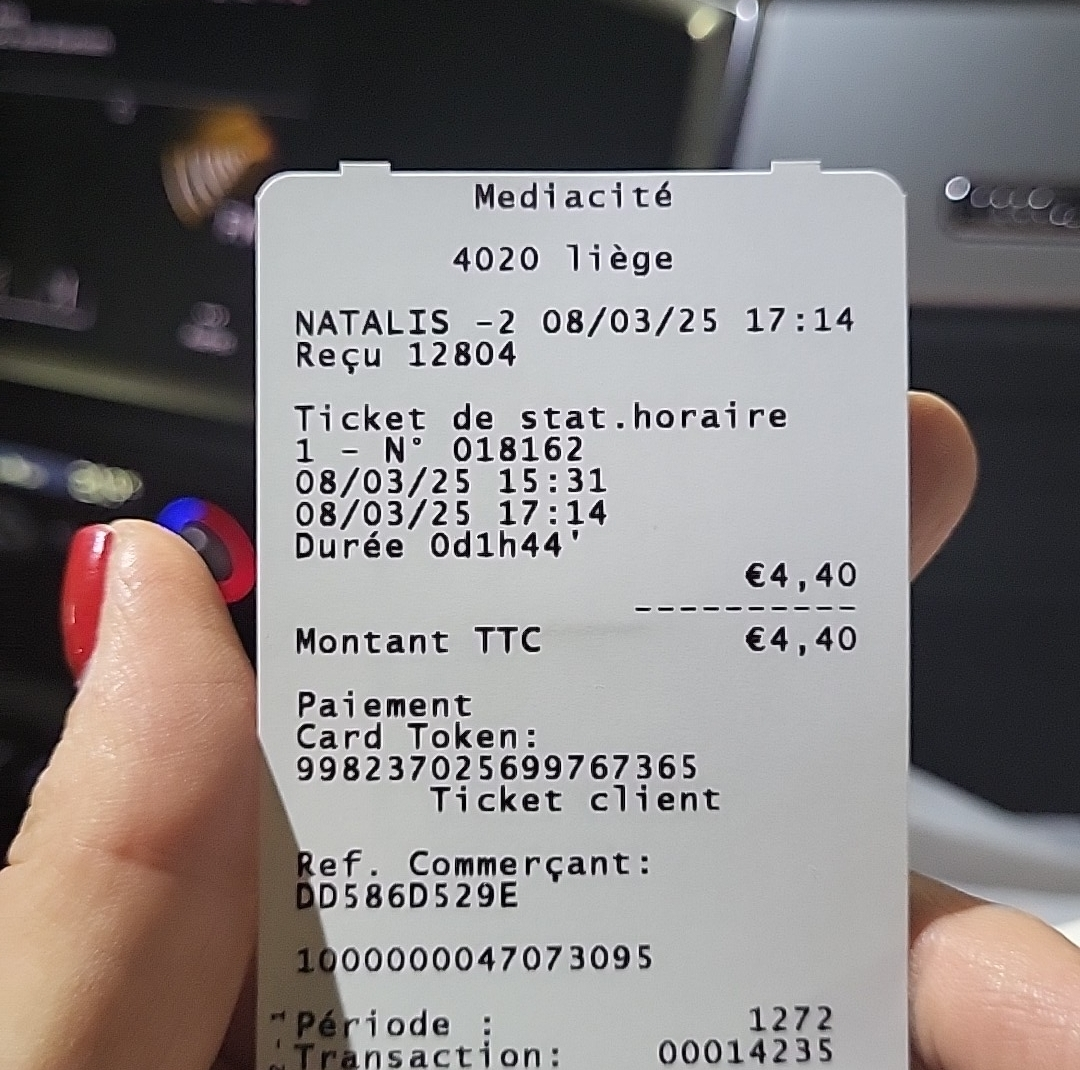 Mediacité
4020 liège
NATALIS -2 08/03/25 17:14
Reçu 12804
Ticket de stat.horaire
1 - N° 018162
08/03/25 15:31
08/03/25 17:14
Durée 0d1h44'
€4,40
----------
Montant TTC €4,40
Paiement
Card Token:
998237025699767365
Ticket client
Ref. Commerçant:
DD586D529E
1000000047073095
Période : 1272
Transaction: 00014235